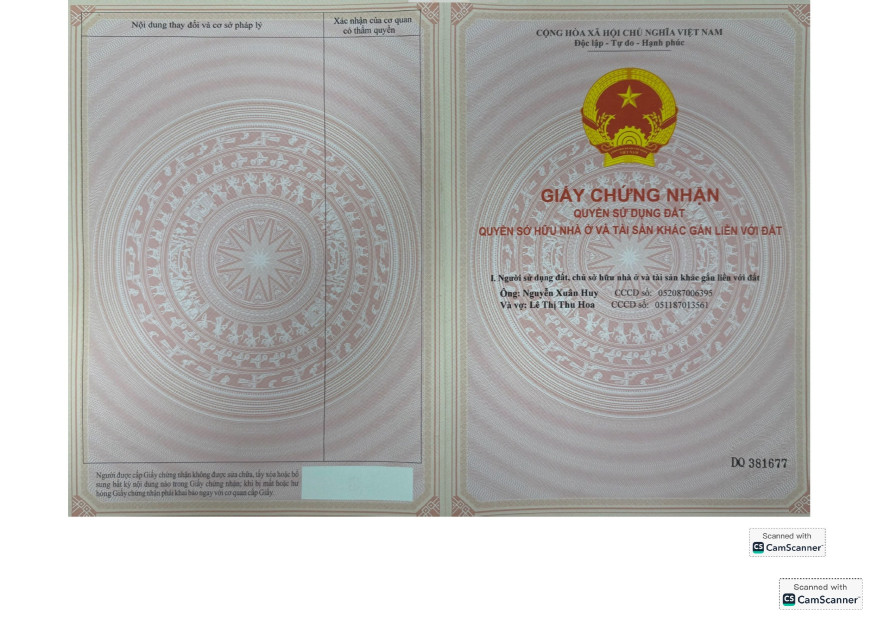 Nội dung thay đổi và cơ sở pháp lý
Xác nhận của cơ quan
có thẩm quyền
Người được cấp Giấy chứng nhận không được sửa chữa, tẩy xóa hoặc bổ
sung bất kỳ nội dung nào trong Giấy chứng nhận; khi bị mất hoặc hư
hỏng Giấy chứng nhận phải khai báo ngay với cơ quan cấp Giấy.
CỘNG HÒA XÃ HỘI CHỦ NGHĨA VIỆT NAM
Độc lập - Tự do - Hạnh phúc
GIẤY CHỨNG NHẬN
QUYỀN SỬ DỤNG ĐẤT
QUYỀN SỞ HỮU NHÀ Ở VÀ TÀI SẢN KHÁC GẮN LIỀN VỚI ĐẤT
I. Người sử dụng đất, chủ sở hữu nhà ở và tài sản khác gắn liền với đất
Ông: Nguyễn Xuân Huy CCCD số: 052087006395
Và vợ: Lê Thị Thu Hoa CCCD số: 051187013561
DQ 381677
Scanned with
CS CamScanner
Scanned with
CS CamScanner